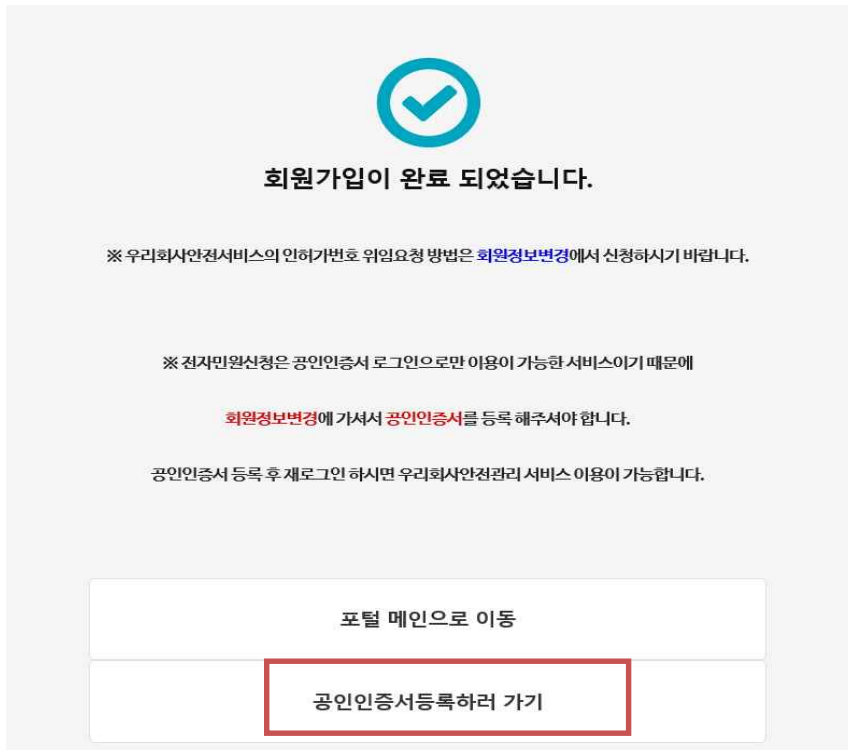 회원가입이 완료 되었습니다.
※ 우리회사안전서비스의 인허가번호 위임요청 방법은 회원정보변경에서 신청하시기 바랍니다.
※ 전자민원신청은 공인인증서 로그인으로만 이용이 가능한 서비스이기 때문에
회원정보변경에 가셔서 공인인증서를 등록 해주셔야 합니다.
공인인증서 등록 후 재로그인 하시면 우리회사안전관리 서비스 이용이 가능합니다.
포털 메인으로 이동
공인인증서등록하러 가기